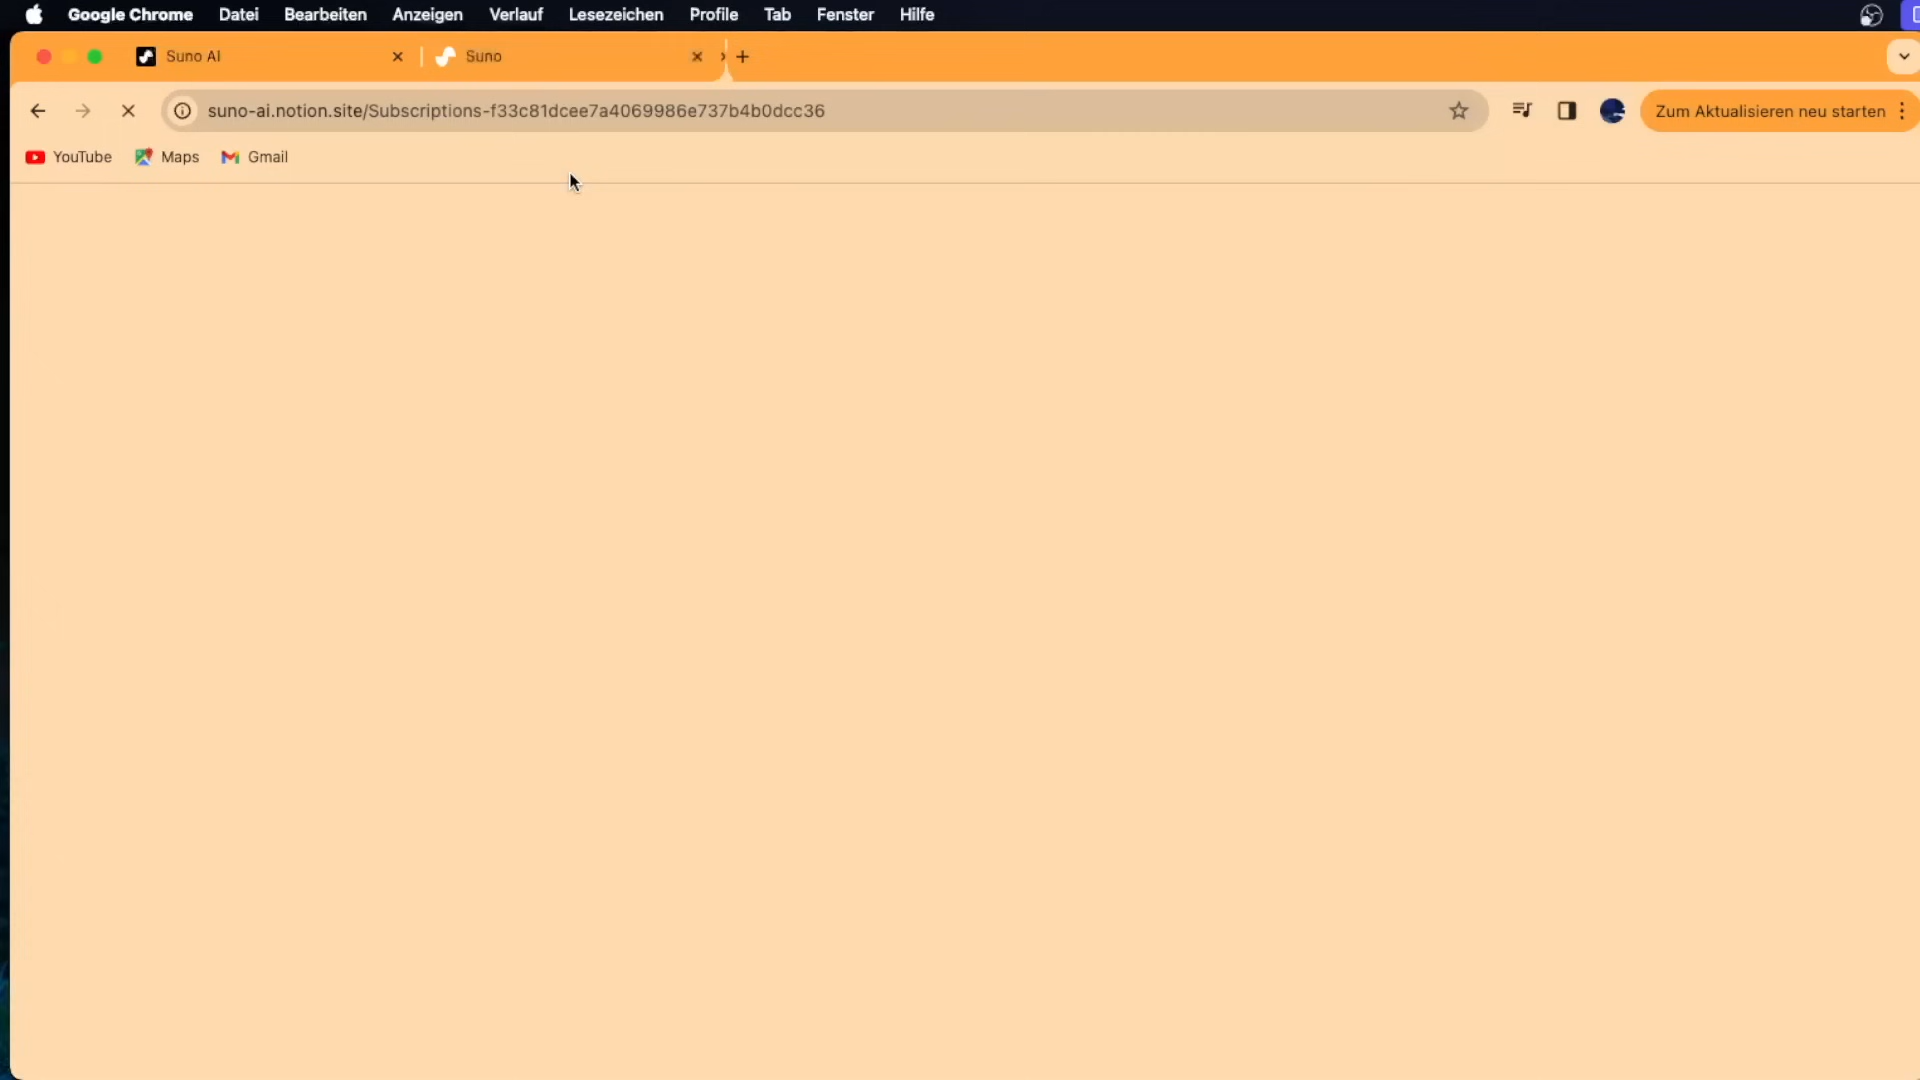 Google Chrome Datei Bearbeiten Anzeigen Verlauf Lesezeichen Profile Tab Fenster Hilfe
Suno AI Suno
suno-ai.notion.site/Subscriptions-f33c81dcee7a4069986e737b4b0dcc36 Zum Aktualisieren neu starten
YouTube Maps Gmail